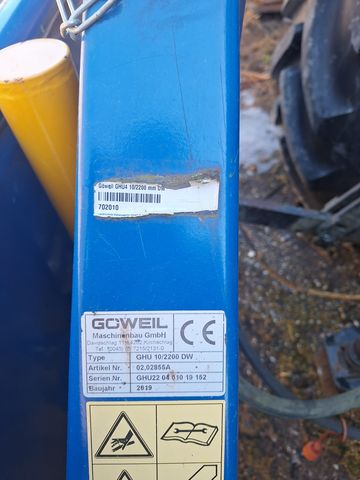 Göweil GHU4 10/2200 mm DW
702010
GÖWEIL
Maschinenbau GmbH
CE
Type GHU 10/2200 DW
Artikel Nr. 02.02855A
Serien Nr. GHU22 04 010 19 152
Baujahr 2019